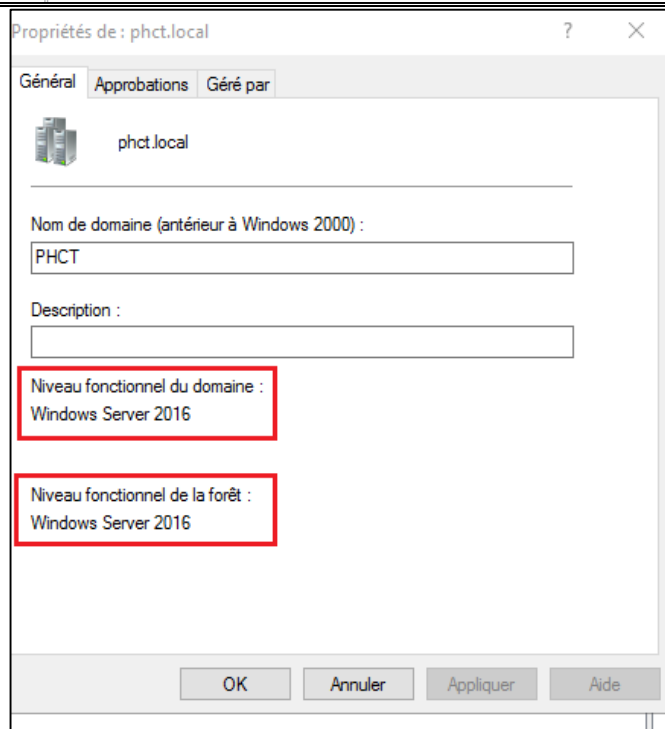 Propriétés de : phct.local
?
Général Approbations Géré par
phct.local
Nom de domaine (antérieur à Windows 2000) :
PHCT
Description :
Niveau fonctionnel du domaine :
Windows Server 2016
Niveau fonctionnel de la forêt :
Windows Server 2016
OK Annuler Appliquer Aide